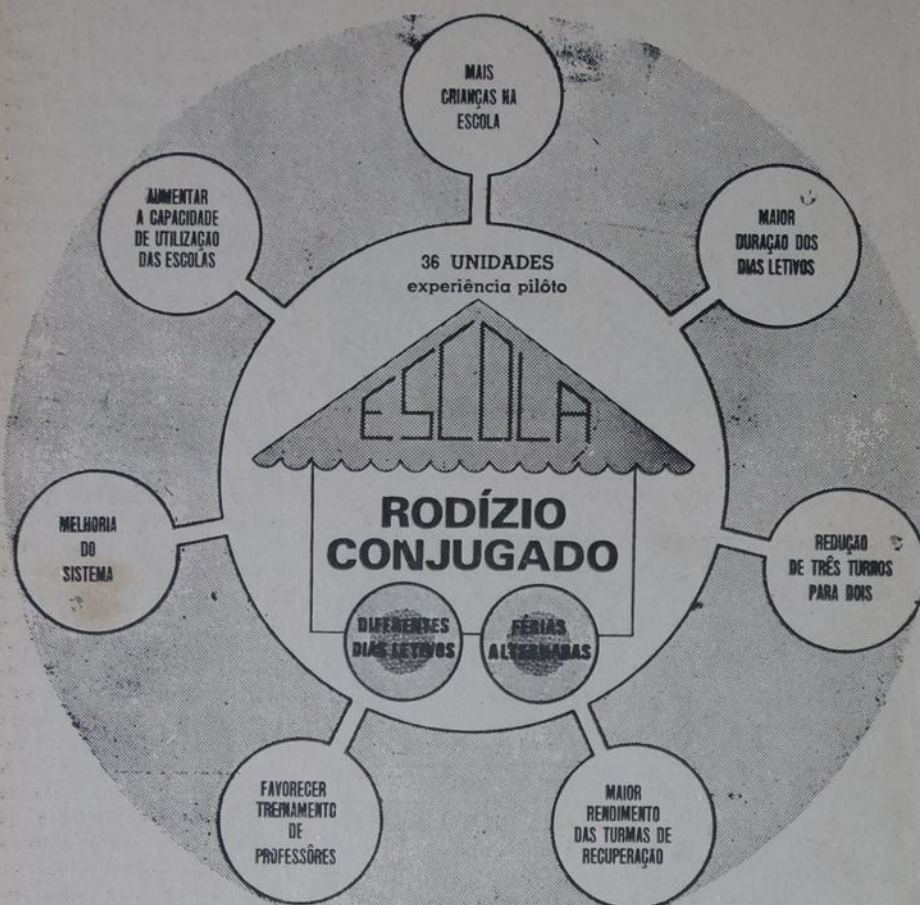 MAIS
CRIANÇAS NA
ESCOLA
AUMENTAR
A CAPACIDADE
DE UTILIZAÇÃO
DAS ESCOLAS
MAIOR
DURAÇÃO DOS
DIAS LETIVOS
36 UNIDADES
experiência pilôto
ESCOLA
RODÍZIO
CONJUGADO
DIFERENTES
DIAS LETIVOS
FÉRIAS
ALTERNADAS
MELHORIA
DO
SISTEMA
REDUÇÃO
DE TRÊS TURNOS
PARA DOIS
FAVORECER
TREINAMENTO
DE
PROFESSÔRES
MAIOR
RENDIMENTO
DAS TURMAS DE
RECUPERAÇÃO